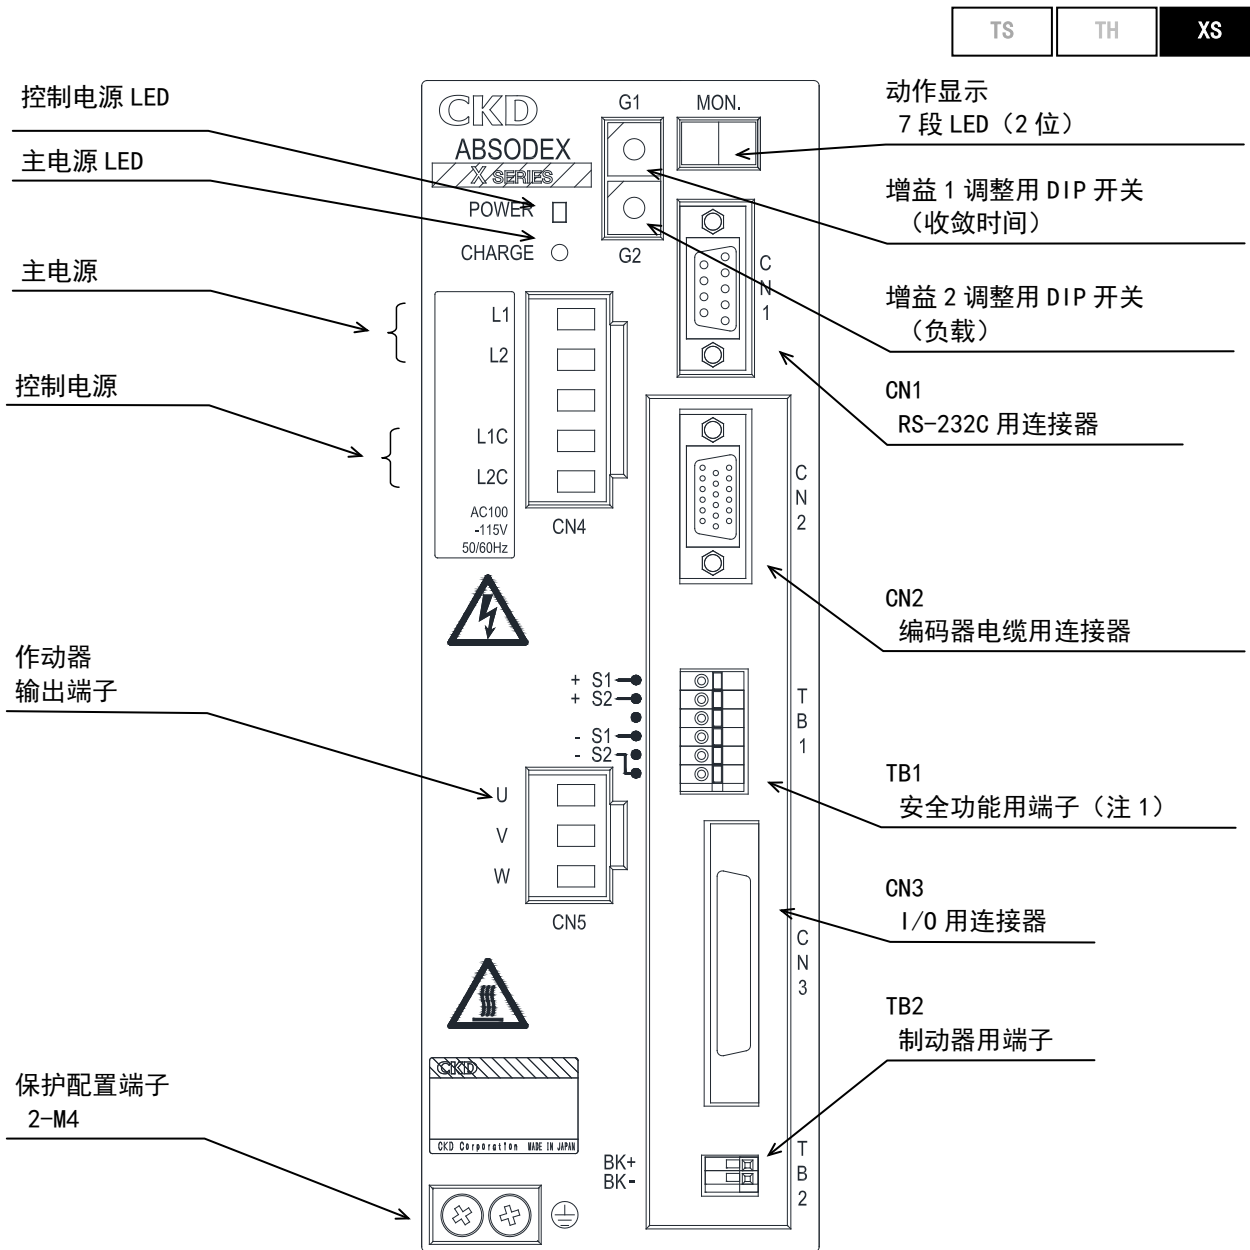 TS TH XS
控制电源 LED
主电源 LED
主电源
控制电源
作动器
输出端子
保护配置端子
2-M4
CKD
ABSODEX
X SERIES
POWER
CHARGE
G1
G2
MON.
L1
L2
L1C
L2C
AC100
-115V
50/60Hz
CN4
CN1
CN2
+ S1
+ S2
- S1
- S2
TB1
U
V
W
CN5
CN3
CKD
CKD Corporation MADE IN JAPAN
BK+
BK-
TB2
动作显示
7 段 LED（2 位）
增益 1 调整用 DIP 开关
（收敛时间）
增益 2 调整用 DIP 开关
（负载）
CN1
RS-232C 用连接器
CN2
编码器电缆用连接器
TB1
安全功能用端子（注 1）
CN3
I/O 用连接器
TB2
制动器用端子